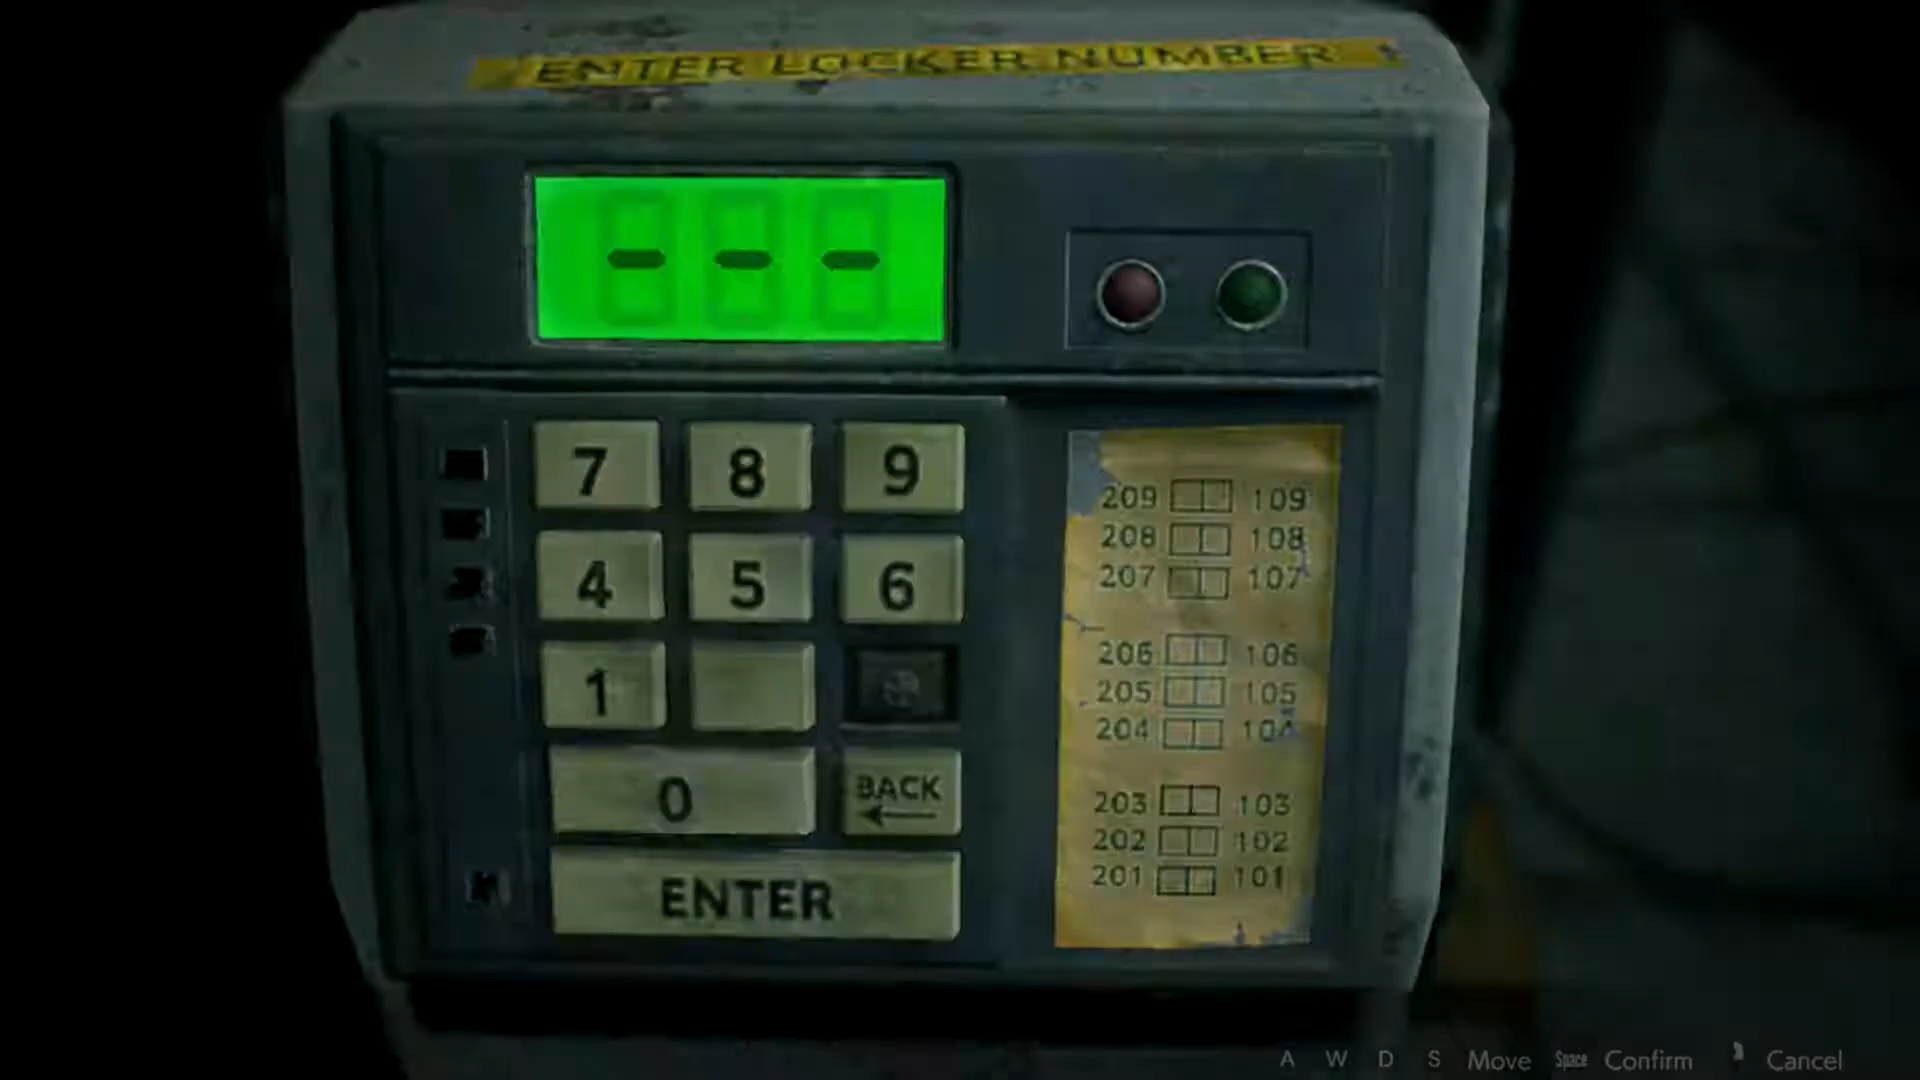 ENTER LOCKER NUMBER
7 8 9
4 5 6
1
0 BACK
ENTER
209 109
208 108
207 107
206 106
205 105
204 104
203 103
202 102
201 101
A W D S Move Space Confirm Cancel